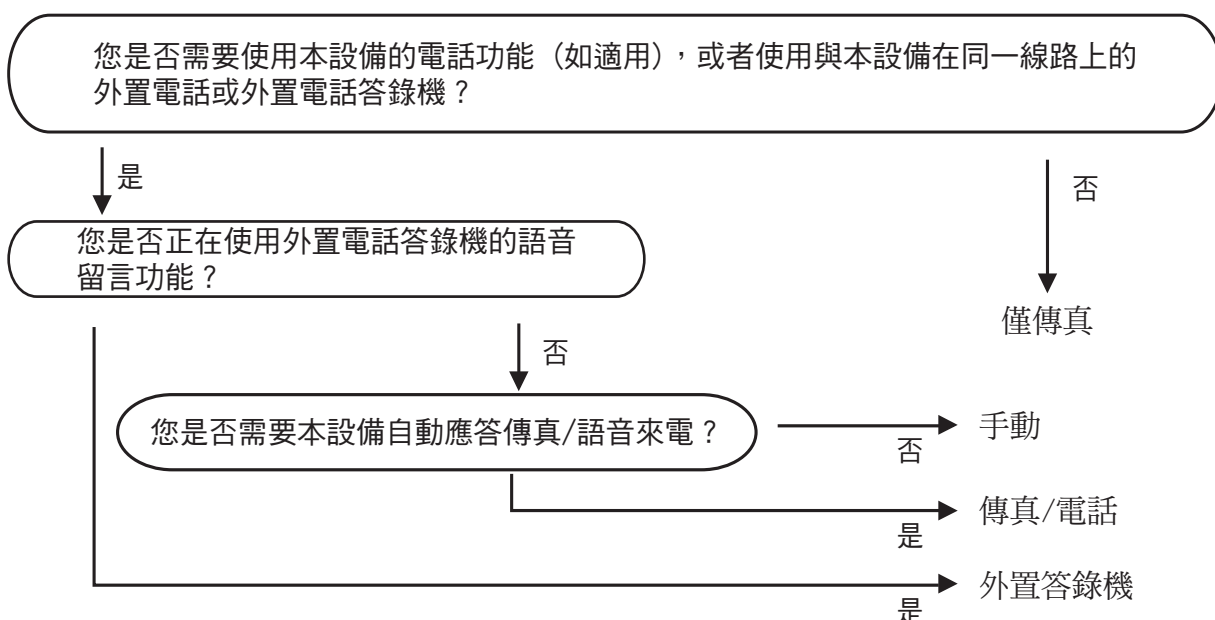 您是否需要使用本設備的電話功能（如適用），或者使用與本設備在同一線路上的
外置電話或外置電話答錄機？
是
否
您是否正在使用外置電話答錄機的語音
留言功能？
僅傳真
否
您是否需要本設備自動應答傳真/語音來電？
否
手動
是
傳真/電話
是
外置答錄機